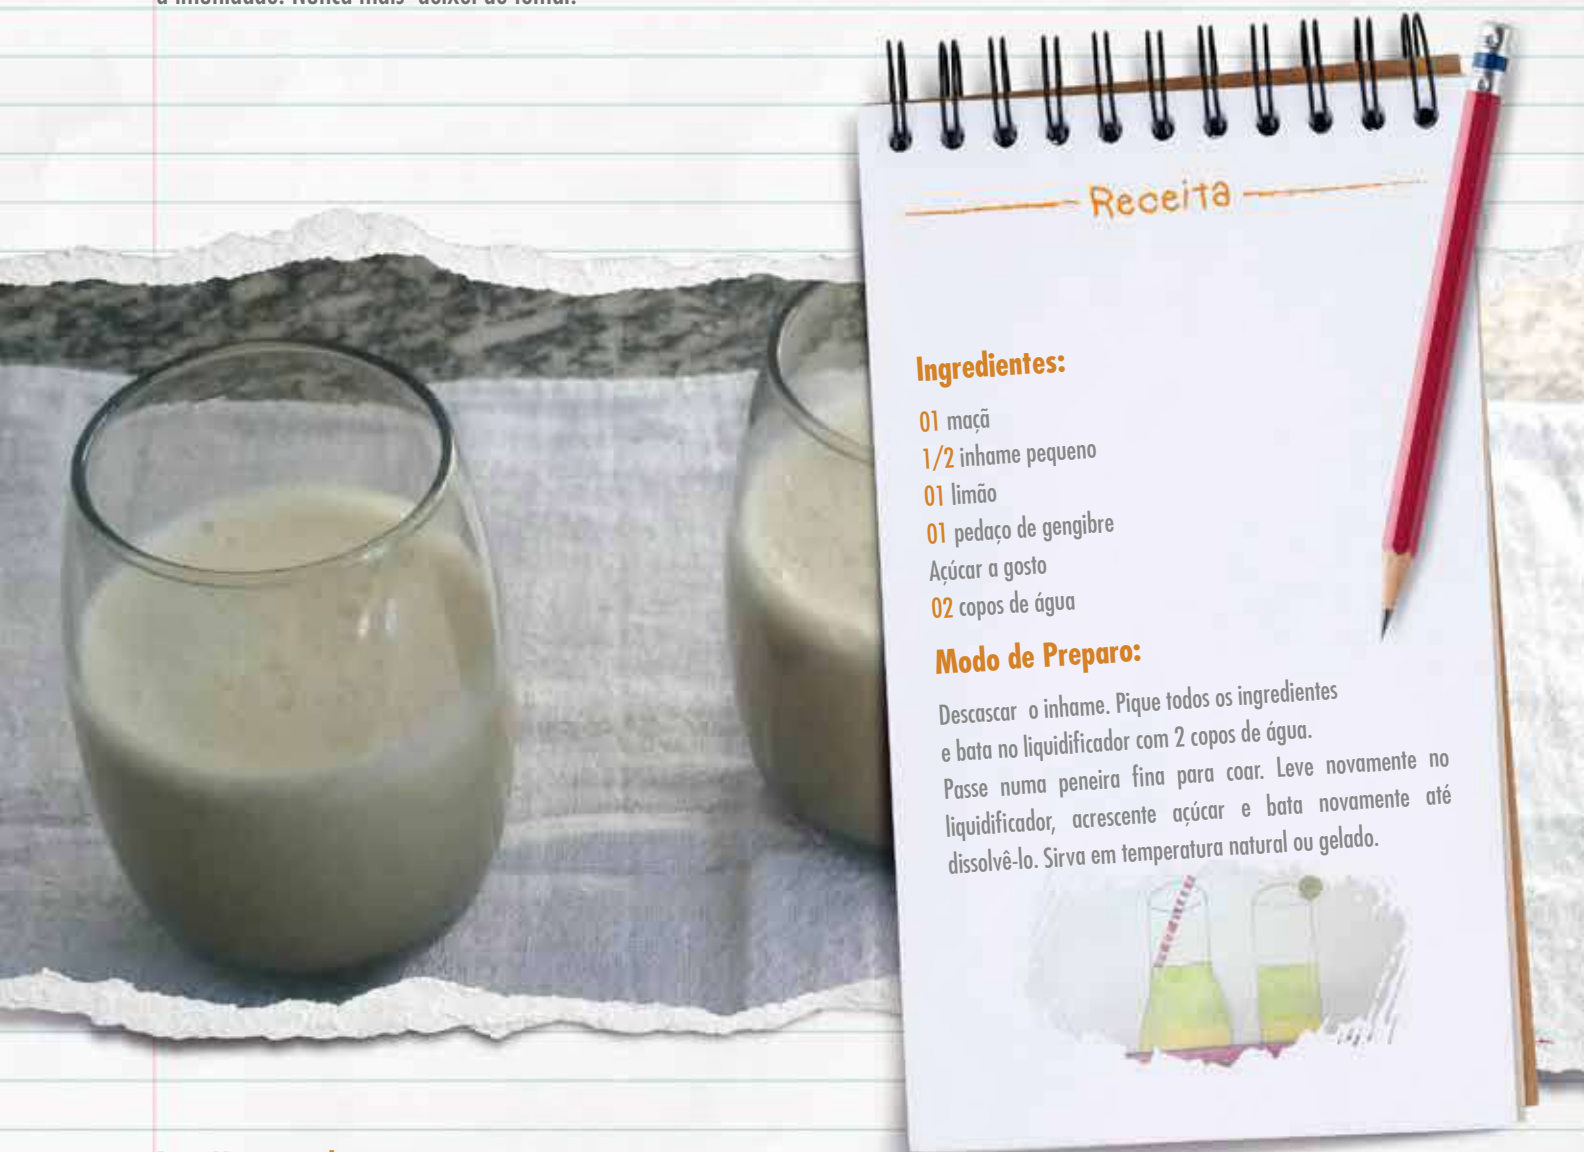 Receita
Ingredientes:
01 maçã
1/2 inhame pequeno
01 limão
01 pedaço de gengibre
Açúcar a gosto
02 copos de água
Modo de Preparo:
Descascar o inhame. Pique todos os ingredientes
e bata no liquidificador com 2 copos de água.
Passe numa peneira fina para coar. Leve novamente no
liquidificador, acrescente açúcar e bata novamente até
dissolvê-lo. Sirva em temperatura natural ou gelado.